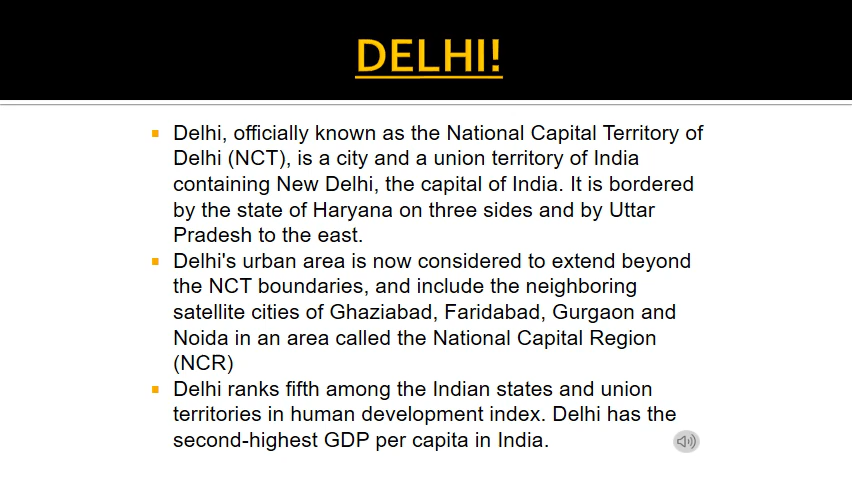 DELHI!
▪ Delhi, officially known as the National Capital Territory of
Delhi (NCT), is a city and a union territory of India
containing New Delhi, the capital of India. It is bordered
by the state of Haryana on three sides and by Uttar
Pradesh to the east.
▪ Delhi's urban area is now considered to extend beyond
the NCT boundaries, and include the neighboring
satellite cities of Ghaziabad, Faridabad, Gurgaon and
Noida in an area called the National Capital Region
(NCR)
▪ Delhi ranks fifth among the Indian states and union
territories in human development index. Delhi has the
second-highest GDP per capita in India.